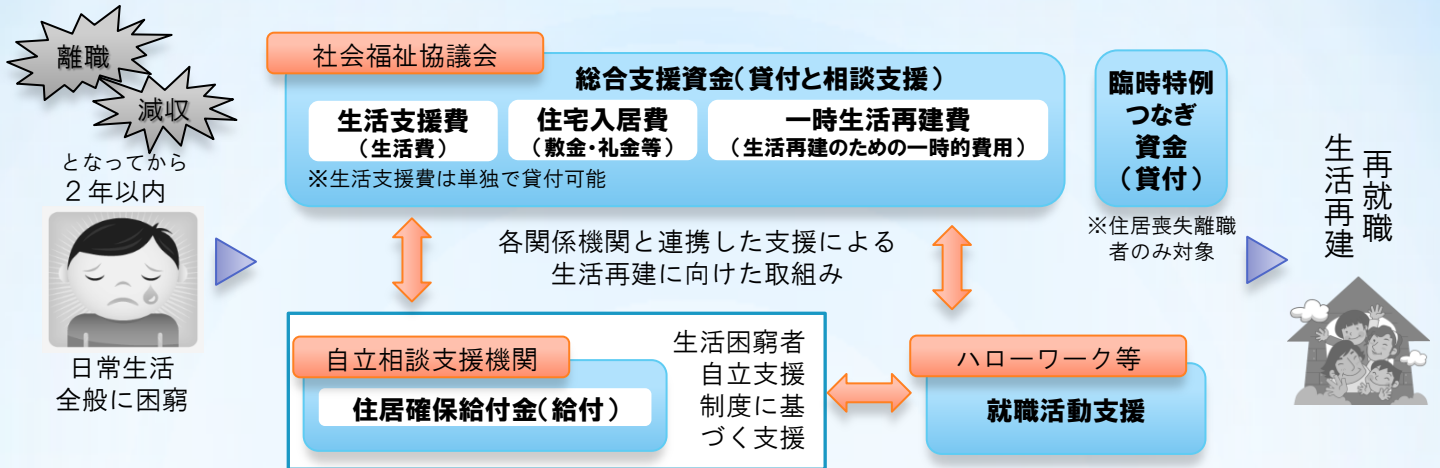 離職
減収
となってから
２年以内
日常生活
全般に困窮
社会福祉協議会
総合支援資金（貸付と相談支援）
生活支援費
（生活費）
住宅入居費
（敷金・礼金等）
一時生活再建費
（生活再建のための一時的費用）
※生活支援費は単独で貸付可能
臨時特例
つなぎ
資金
（貸付）
※住居喪失離職
者のみ対象
各関係機関と連携した支援による
生活再建に向けた取組み
自立相談支援機関
住居確保給付金（給付）
生活困窮者
自立支援
制度に基
づく支援
ハローワーク等
就職活動支援
再就職
生活再建